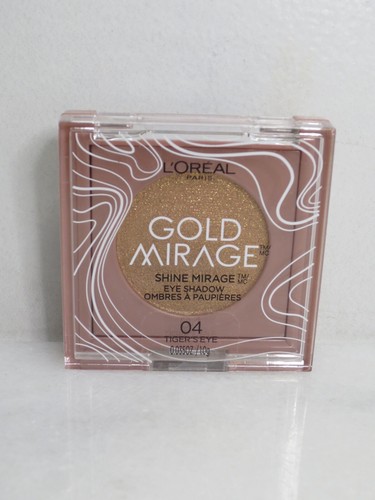 L'ORÉAL
PARIS
GOLD
MIRAGE TM/MC
SHINE MIRAGE TM/MC
EYE SHADOW
OMBRES À PAUPIÈRES
04
TIGER'S EYE